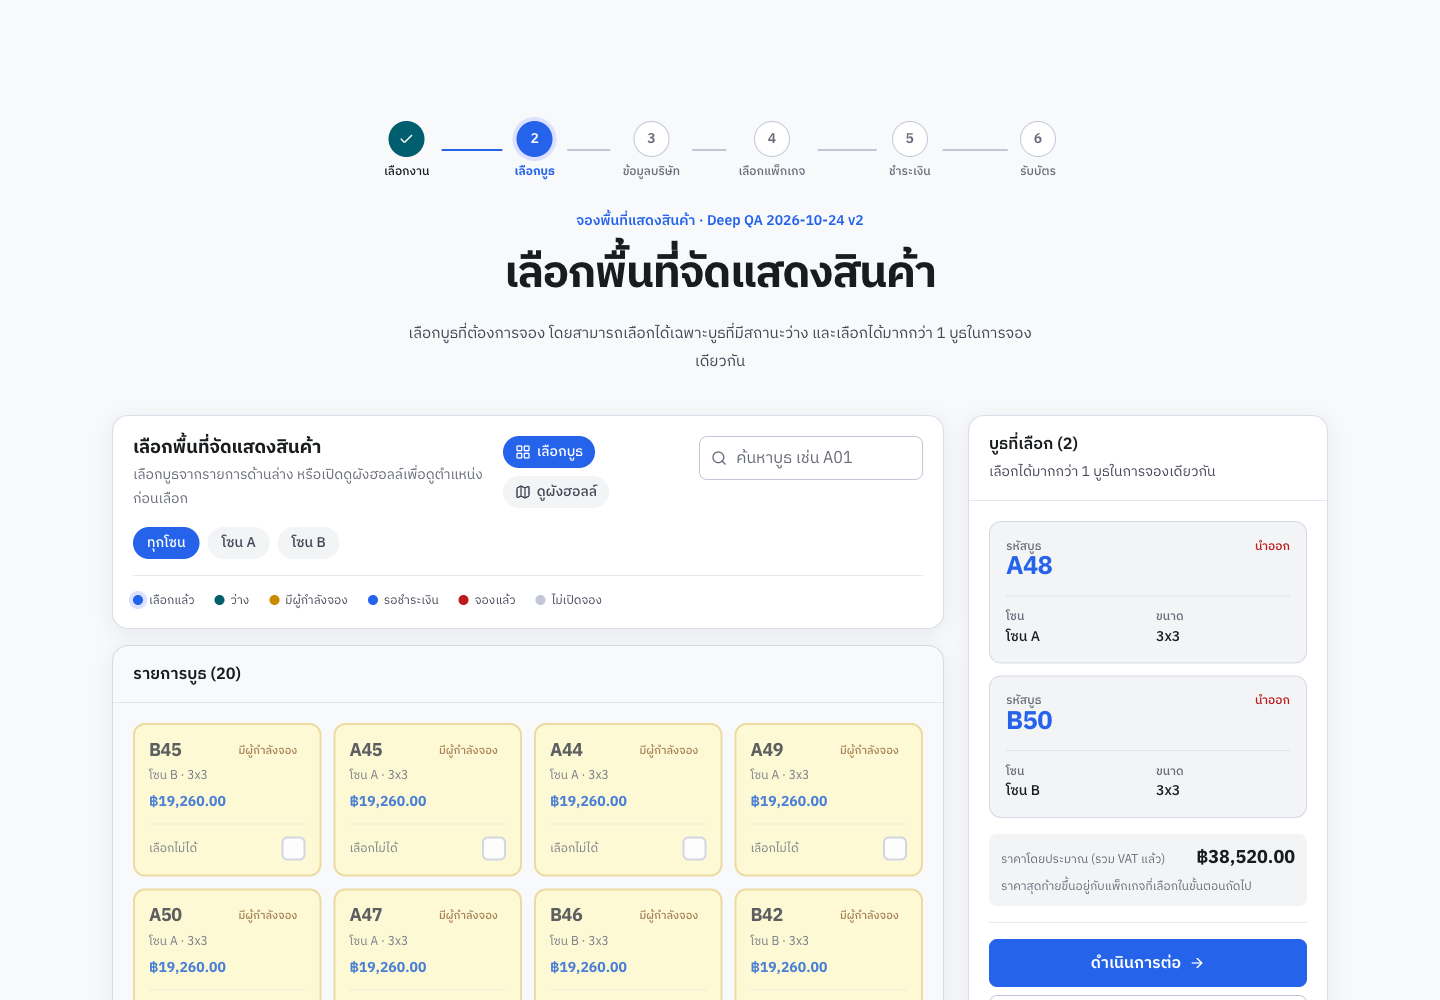 2
3
4
5
6
เลือกงาน
เลือกบูธ
ข้อมูลบริษัท
เลือกแพ็กเกจ
ชำระเงิน
รับบัตร
จองพื้นที่แสดงสินค้า · Deep QA 2026-10-24 v2
เลือกพื้นที่จัดแสดงสินค้า
เลือกบูธที่ต้องการจอง โดยสามารถเลือกได้เฉพาะบูธที่มีสถานะว่าง และเลือกได้มากกว่า 1 บูธในการจอง
เดียวกัน
เลือกพื้นที่จัดแสดงสินค้า
เลือกบูธจากรายการด้านล่าง หรือเปิดดูผังฮอลล์เพื่อดูตำแหน่ง
ก่อนเลือก
เลือกบูธ
ดูผังฮอลล์
ค้นหาบูธ เช่น A01
ทุกโซน
โซน A
โซน B
เลือกแล้ว
ว่าง
มีผู้กำลังจอง
รอชำระเงิน
จองแล้ว
ไม่เปิดจอง
รายการบูธ (20)
B45
มีผู้กำลังจอง
โซน B · 3x3
฿19,260.00
เลือกไม่ได้
A45
มีผู้กำลังจอง
โซน A · 3x3
฿19,260.00
เลือกไม่ได้
A44
มีผู้กำลังจอง
โซน A · 3x3
฿19,260.00
เลือกไม่ได้
A49
มีผู้กำลังจอง
โซน A · 3x3
฿19,260.00
เลือกไม่ได้
A50
มีผู้กำลังจอง
โซน A · 3x3
฿19,260.00
A47
มีผู้กำลังจอง
โซน A · 3x3
฿19,260.00
B46
มีผู้กำลังจอง
โซน B · 3x3
฿19,260.00
B42
มีผู้กำลังจอง
โซน B · 3x3
฿19,260.00
บูธที่เลือก (2)
เลือกได้มากกว่า 1 บูธในการจองเดียวกัน
รหัสบูธ
นำออก
A48
โซน
ขนาด
โซน A
3x3
รหัสบูธ
นำออก
B50
โซน
ขนาด
โซน B
3x3
ราคาโดยประมาณ (รวม VAT แล้ว)
฿38,520.00
ราคาสุดท้ายขึ้นอยู่กับแพ็กเกจที่เลือกในขั้นตอนถัดไป
ดำเนินการต่อ